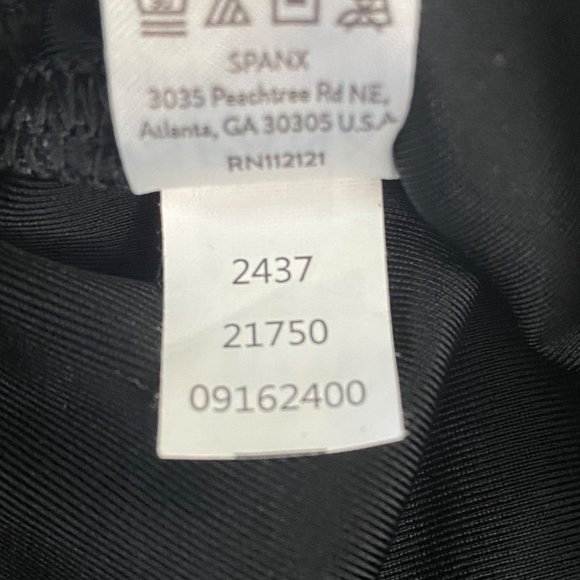 SPANX
3035 Peachtree Rd NE,
Atlanta, GA 30305 U.S.A
RN112121
2437
21750
09162400